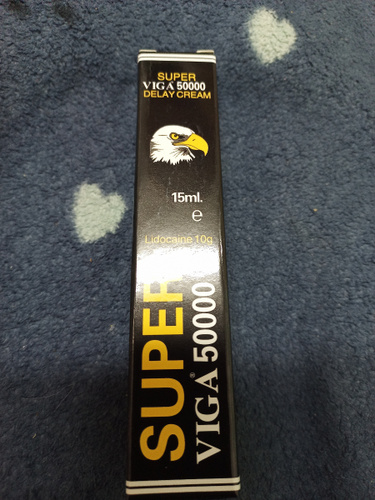 SUPER
VIGA 50000
DELAY CREAM
15ml.
e
Lidocaine 10g
SUPER
VIGA® 50000